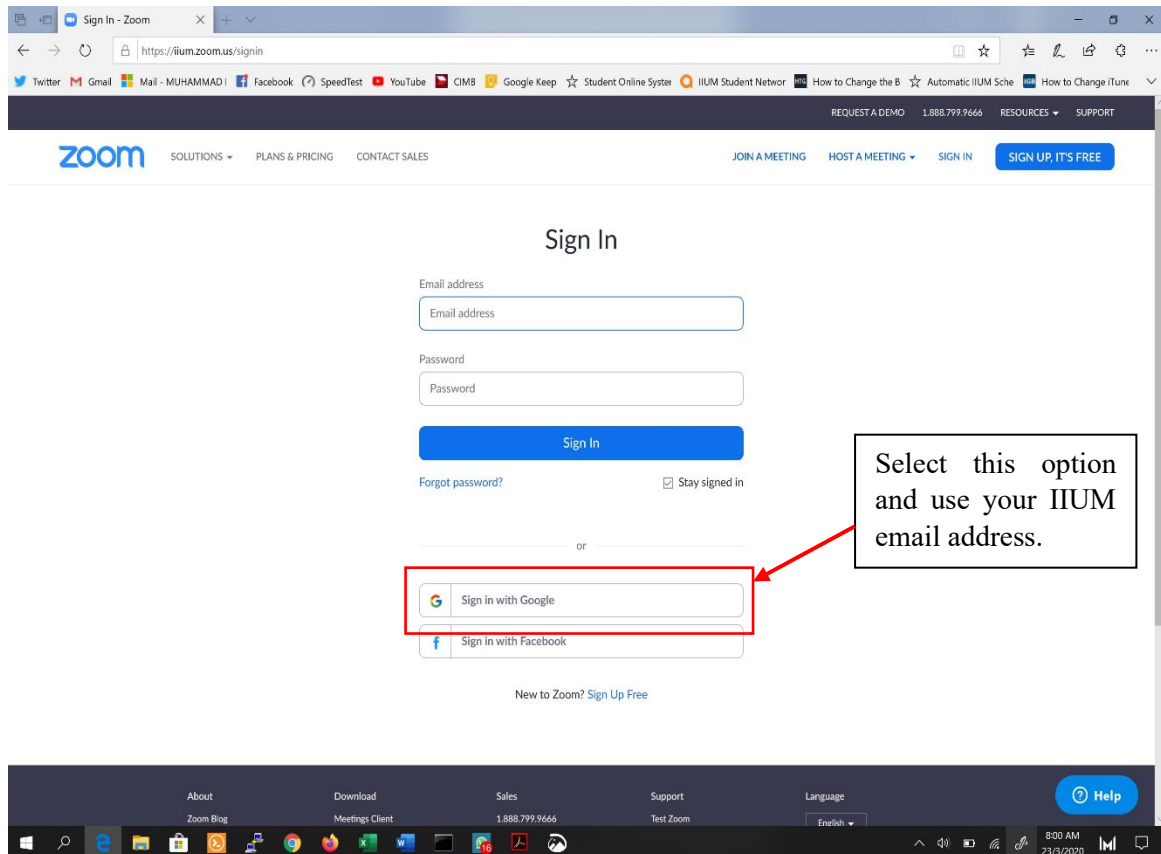 Sign In - Zoom
https://iium.zoom.us/signin
Twitter M Gmail Mail - MUHAMMAD I Facebook SpeedTest YouTube CIMB Google Keep Student Online Syster IIUM Student Networ HTG How to Change the B Automatic IIUM Sche IGB How to Change iTune
REQUEST A DEMO 1.888.799.9666 RESOURCES SUPPORT
zoom SOLUTIONS PLANS & PRICING CONTACT SALES JOIN A MEETING HOST A MEETING SIGN IN SIGN UP, IT'S FREE
Sign In
Email address
Email address
Password
Password
Sign In
Forgot password? Stay signed in
Select this option
and use your IIUM
email address.
or
G Sign in with Google
f Sign in with Facebook
New to Zoom? Sign Up Free
About Download Sales Support Language
Zoom Blog Meetings Client 1.888.799.9666 Test Zoom English
Help
8:00 AM
23/3/2020